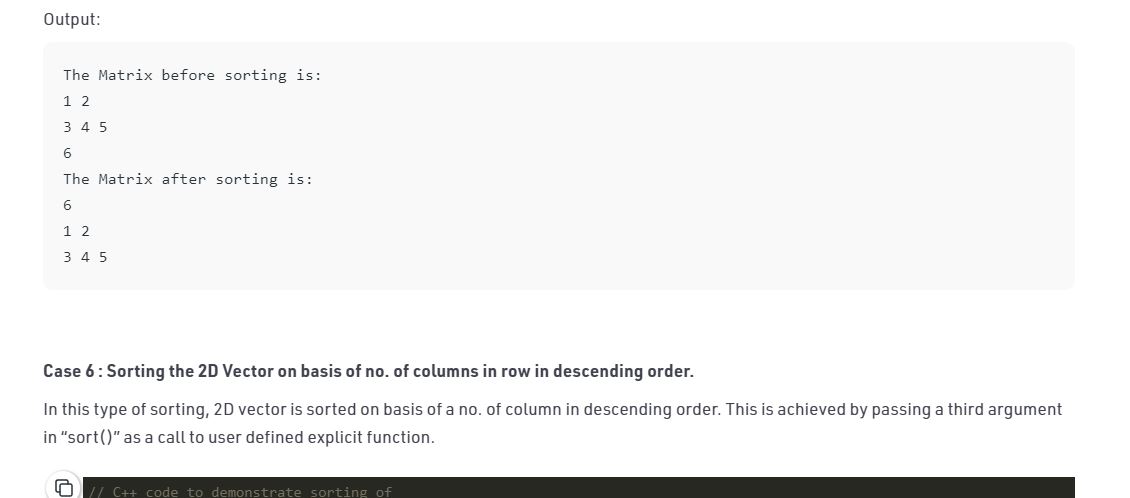 Output:
The Matrix before sorting is:
1 2
3 4 5
6
The Matrix after sorting is:
6
1 2
3 4 5
Case 6 : Sorting the 2D Vector on basis of no. of columns in row in descending order.
In this type of sorting, 2D vector is sorted on basis of a no. of column in descending order. This is achieved by passing a third argument
in “sort()” as a call to user defined explicit function.
// C++ code to demonstrate sorting of